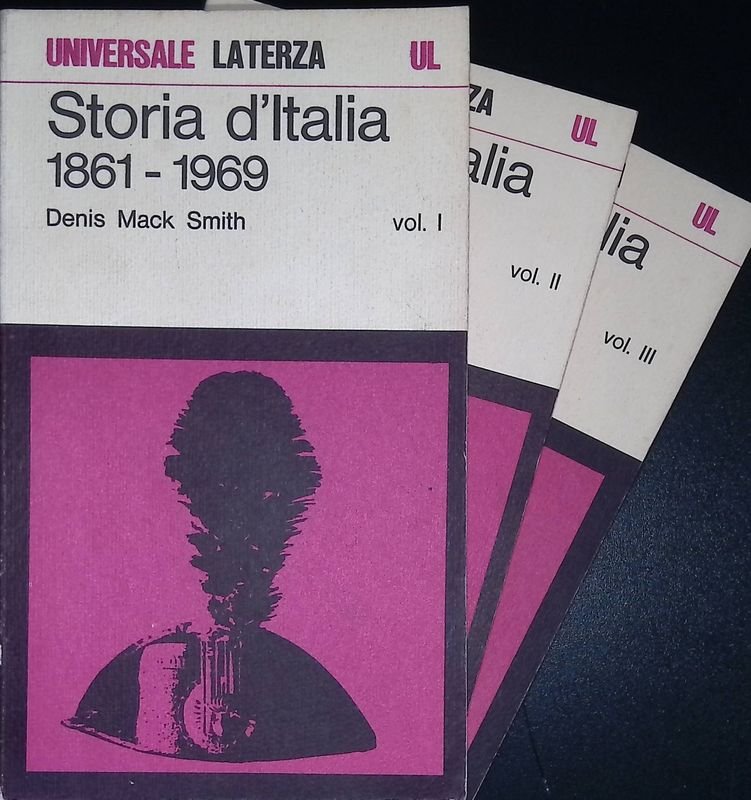 UNIVERSALE LATERZA UL
Storia d'Italia
1861 - 1969
Denis Mack Smith vol. I
ZA UL
alia
vol. II
UL
lia
vol. III